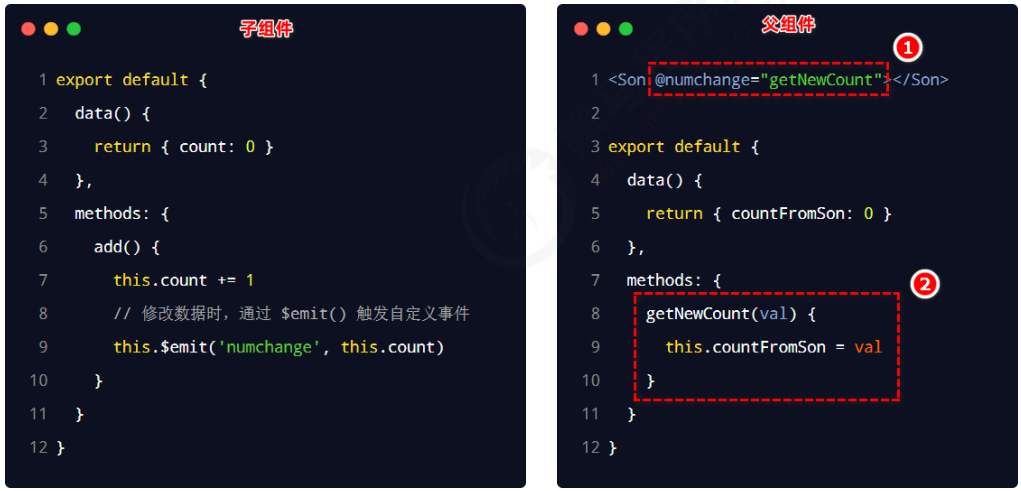 子组件
1 export default {
2 data() {
3 return { count: 0 }
4 },
5 methods: {
6 add() {
7 this.count += 1
8 // 修改数据时，通过 $emit() 触发自定义事件
9 this.$emit('numchange', this.count)
10 }
11 }
12 }
父组件
1
1 <Son @numchange="getNewCount"></Son>
2
3 export default {
4 data() {
5 return { countFromSon: 0 }
6 },
7 methods: {
2
8 getNewCount(val) {
9 this.countFromSon = val
10 }
11 }
12 }